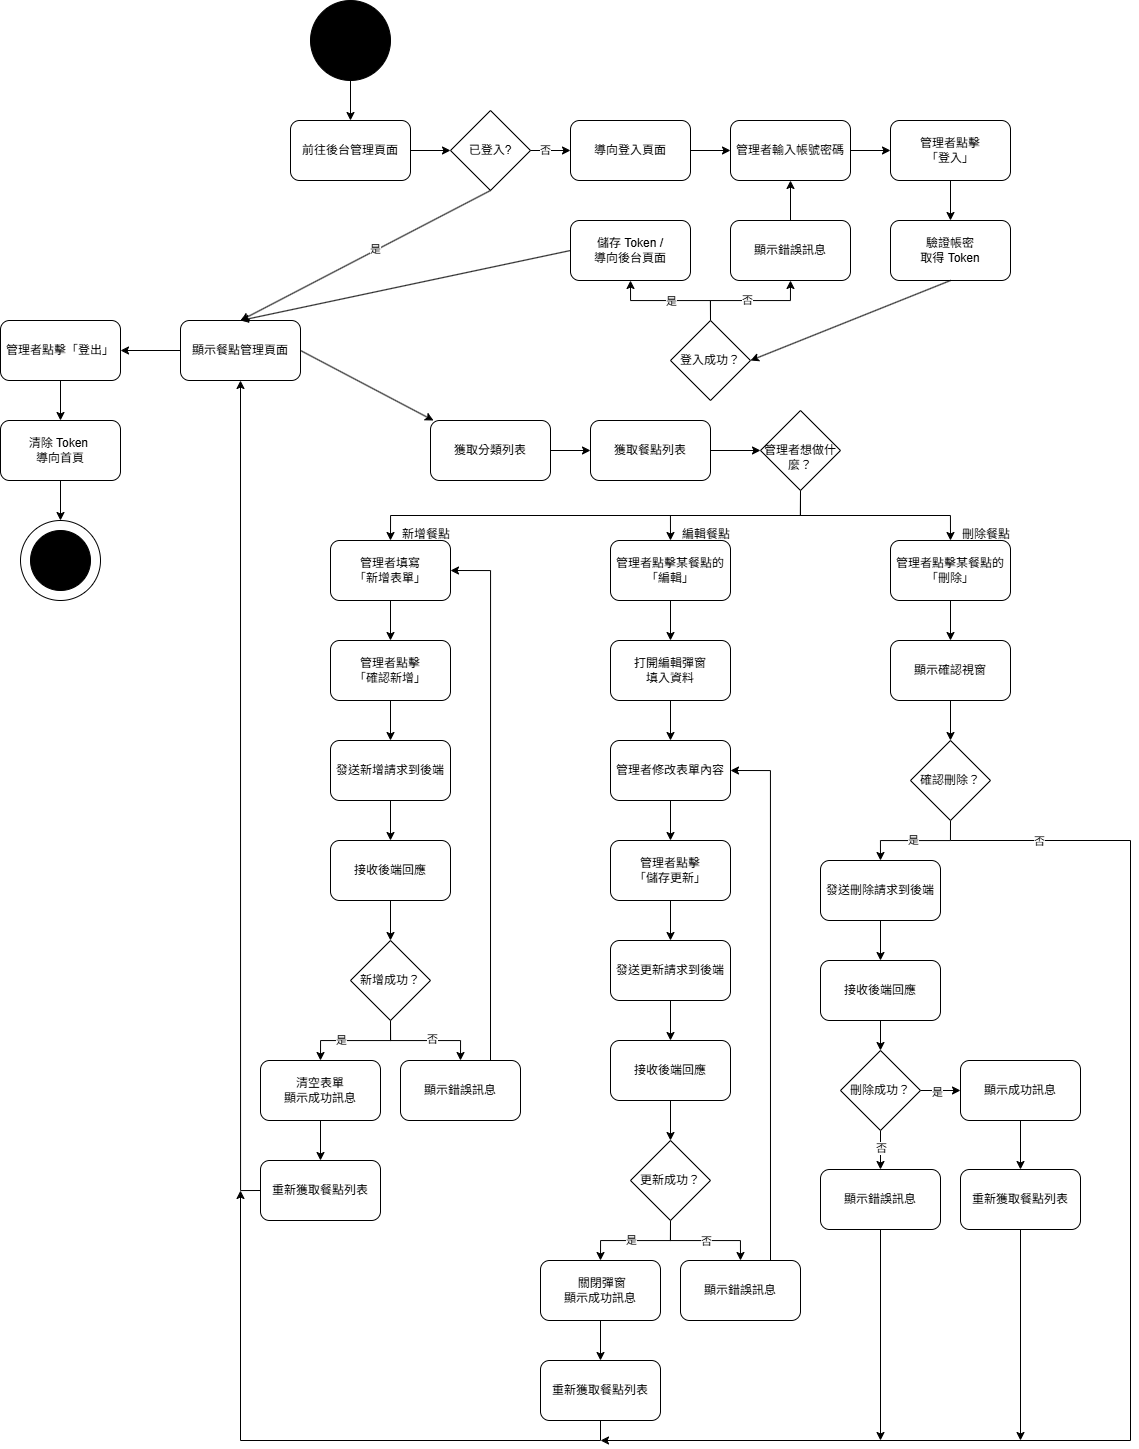 前往後台管理頁面
已登入?
否
導向登入頁面
管理者輸入帳號密碼
管理者點擊
「登入」
是
儲存 Token /
導向後台頁面
顯示錯誤訊息
驗證帳密
取得 Token
是
否
登入成功？
管理者點擊「登出」
顯示餐點管理頁面
清除 Token
導向首頁
獲取分類列表
獲取餐點列表
管理者想做什
麼？
新增餐點
編輯餐點
刪除餐點
管理者填寫
「新增表單」
管理者點擊某餐點的
「編輯」
管理者點擊某餐點的
「刪除」
管理者點擊
「確認新增」
打開編輯彈窗
填入資料
顯示確認視窗
發送新增請求到後端
管理者修改表單內容
確認刪除？
是
否
接收後端回應
管理者點擊
「儲存更新」
發送刪除請求到後端
新增成功？
發送更新請求到後端
接收後端回應
是
否
清空表單
顯示成功訊息
顯示錯誤訊息
接收後端回應
刪除成功？
是
顯示成功訊息
否
重新獲取餐點列表
更新成功？
顯示錯誤訊息
重新獲取餐點列表
是
否
關閉彈窗
顯示成功訊息
顯示錯誤訊息
重新獲取餐點列表